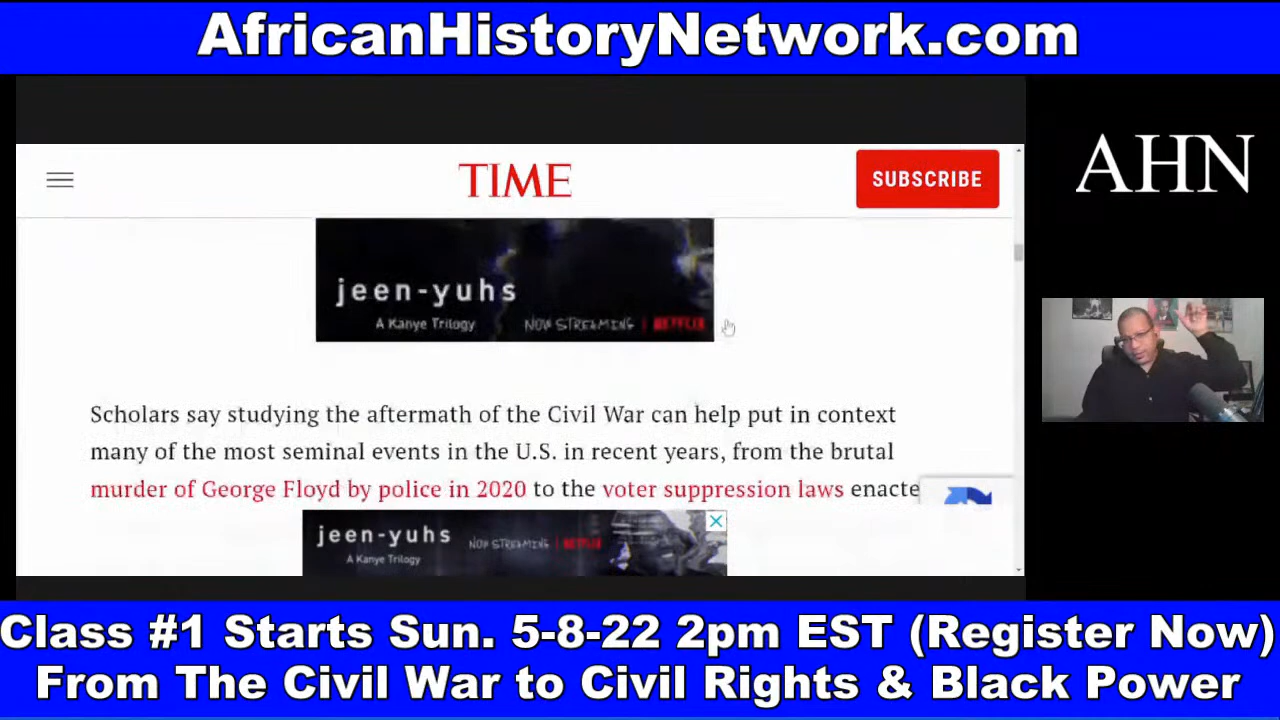 AfricanHistoryNetwork.com
TIME
SUBSCRIBE
AHN
jeen-yuhs
A Kanye Trilogy
NOW STREAMING | NETFLIX
Scholars say studying the aftermath of the Civil War can help put in context
many of the most seminal events in the U.S. in recent years, from the brutal
murder of George Floyd by police in 2020 to the voter suppression laws enacte
jeen-yuhs
NOW STREAMING | NETFLIX
A Kanye Trilogy
Class #1 Starts Sun. 5-8-22 2pm EST (Register Now)
From The Civil War to Civil Rights & Black Power